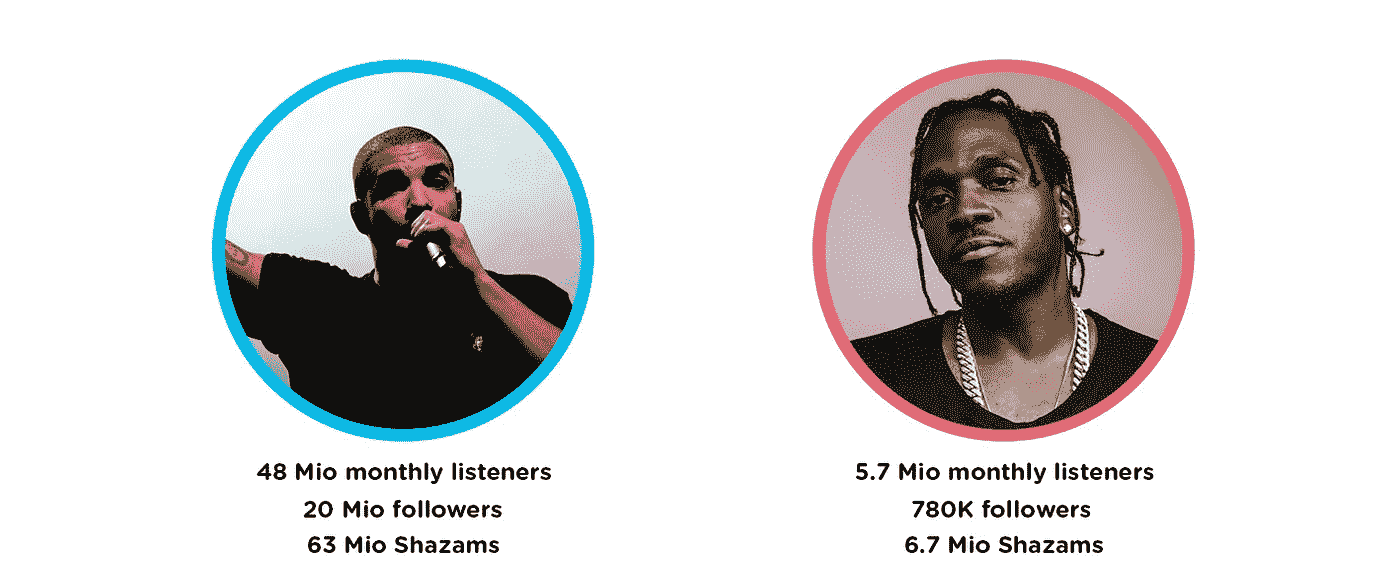 48 Mio monthly listeners
20 Mio followers
63 Mio Shazams
5.7 Mio monthly listeners
780K followers
6.7 Mio Shazams